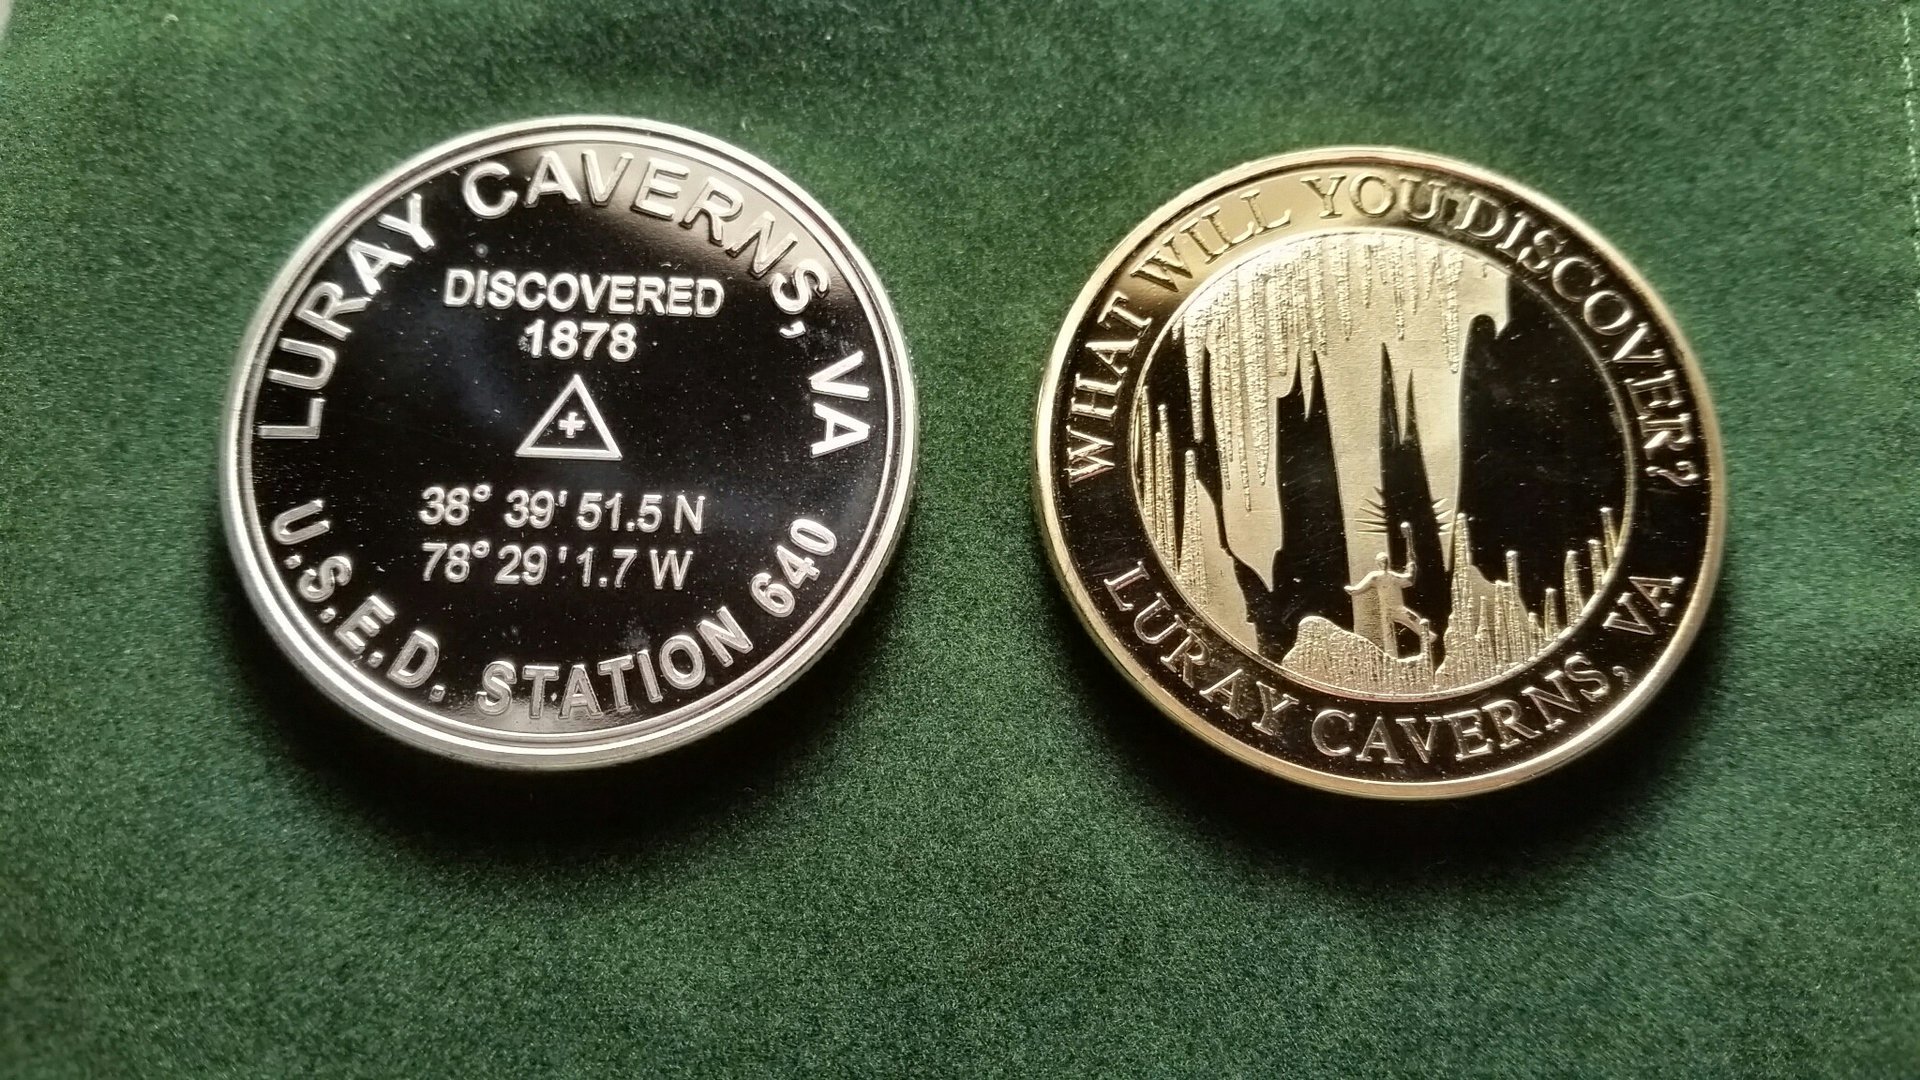 LURAY CAVERNS, VA
DISCOVERED
1878
38° 39' 51.5 N
78° 29' 1.7 W
U.S.E.D. STATION 640
WHAT WILL YOU DISCOVER?
LURAY CAVERNS, VA